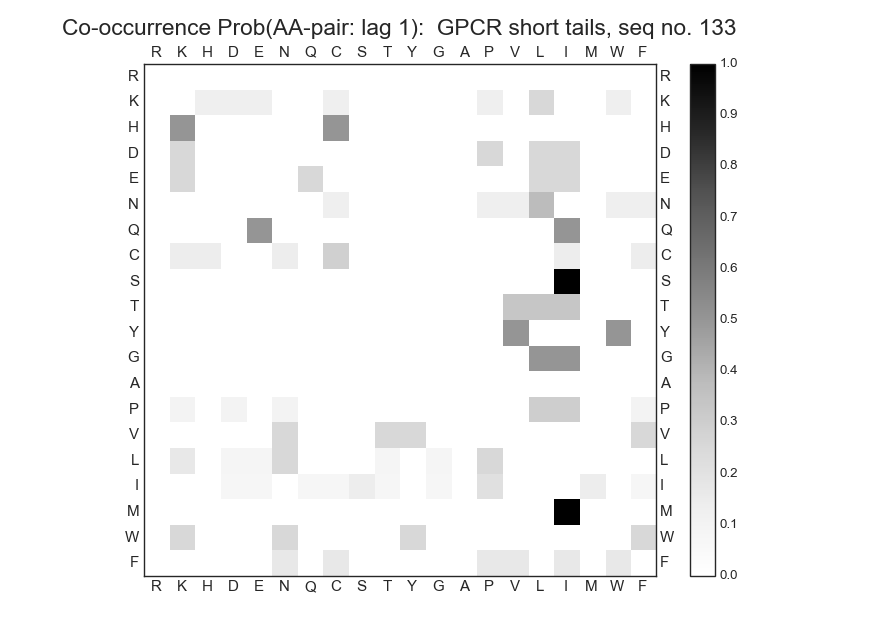 Co-occurrence Prob(AA-pair: lag 1):  GPCR short tails, seq no. 133
R K H D E N Q C S T Y G A P V L I M W F
1.0
R R
K K
0.9
H H
0.8
D D
E E
0.7
N N
Q Q
0.6
C C
S S
0.5
T T
Y Y
0.4
G G
A A
0.3
P P
V V
0.2
L L
I I
0.1
M M
W W
F F
0.0
R K H D E N Q C S T Y G A P V L I M W F